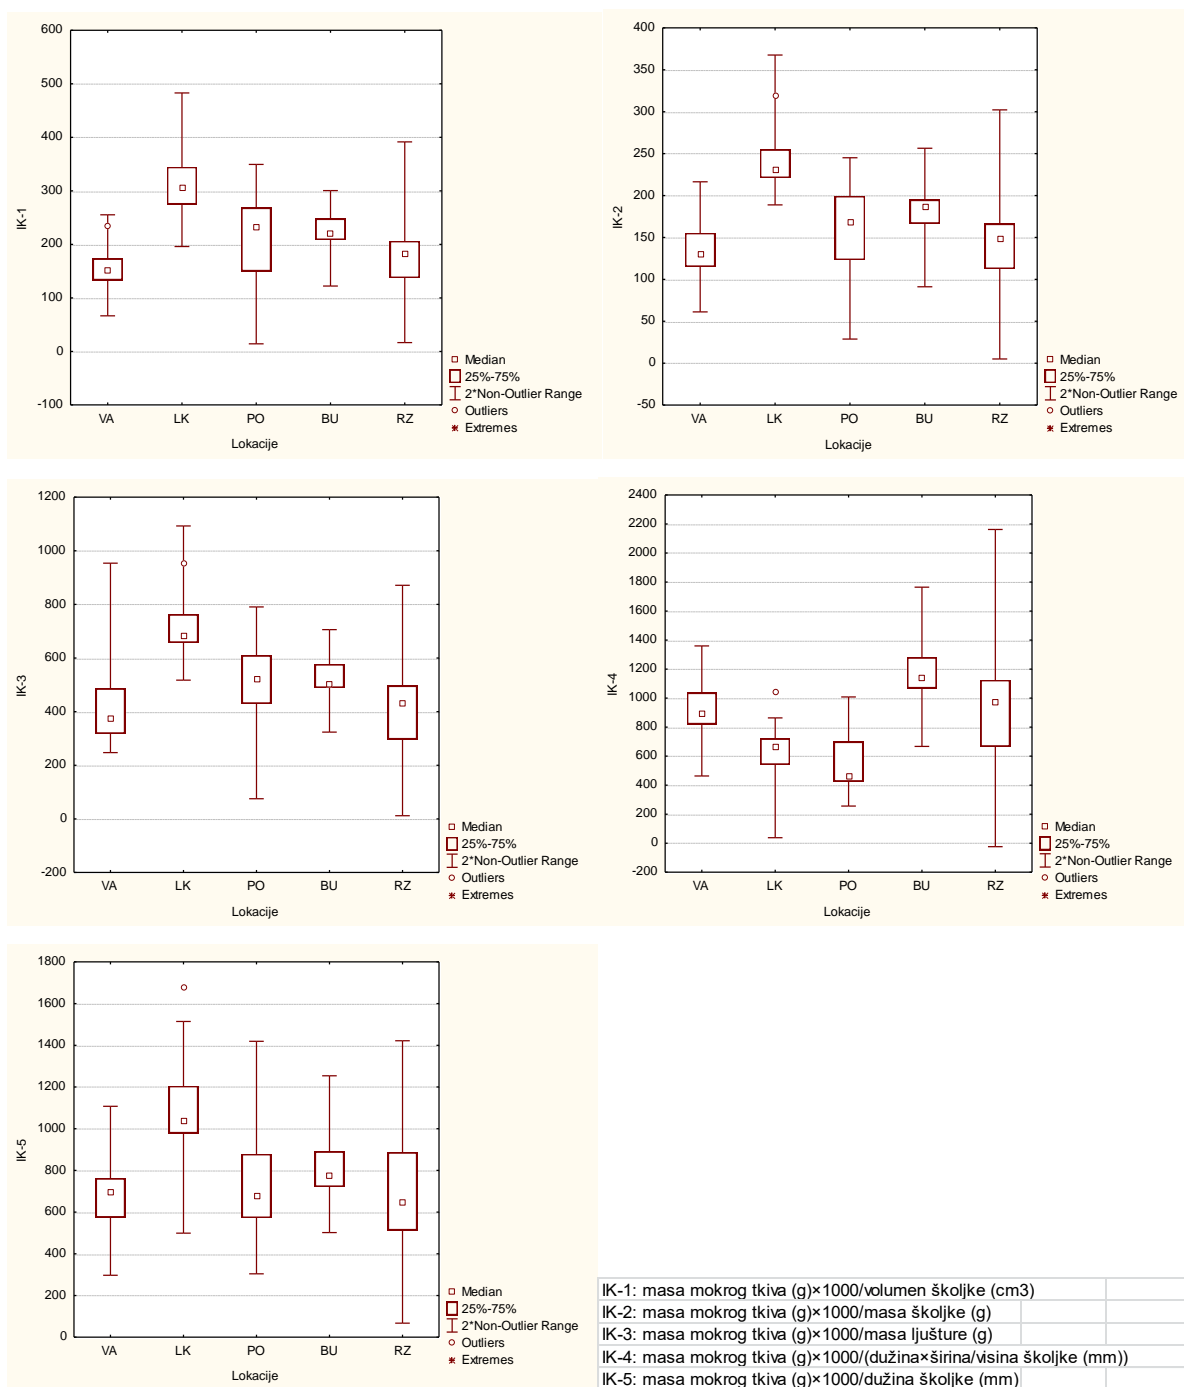 600
500
400
300
200
100
0
-100
IK-1
VA LK PO BU RZ
Lokacije
Median
25%-75%
2*Non-Outlier Range
Outliers
Extremes
400
350
300
250
200
150
100
50
0
-50
IK-2
VA LK PO BU RZ
Lokacije
Median
25%-75%
2*Non-Outlier Range
Outliers
Extremes
1200
1000
800
600
400
200
0
-200
IK-3
VA LK PO BU RZ
Lokacije
Median
25%-75%
2*Non-Outlier Range
Outliers
Extremes
2400
2200
2000
1800
1600
1400
1200
1000
800
600
400
200
0
-200
IK-4
VA LK PO BU RZ
Lokacije
Median
25%-75%
2*Non-Outlier Range
Outliers
Extremes
1800
1600
1400
1200
1000
800
600
400
200
0
IK-5
VA LK PO BU RZ
Lokacije
Median
25%-75%
2*Non-Outlier Range
Outliers
Extremes
IK-1: masa mokrog tkiva (g)×1000/volumen školjke (cm3)
IK-2: masa mokrog tkiva (g)×1000/masa školjke (g)
IK-3: masa mokrog tkiva (g)×1000/masa ljušture (g)
IK-4: masa mokrog tkiva (g)×1000/(dužina×širina/visina školjke (mm))
IK-5: masa mokrog tkiva (g)×1000/dužina školjke (mm)